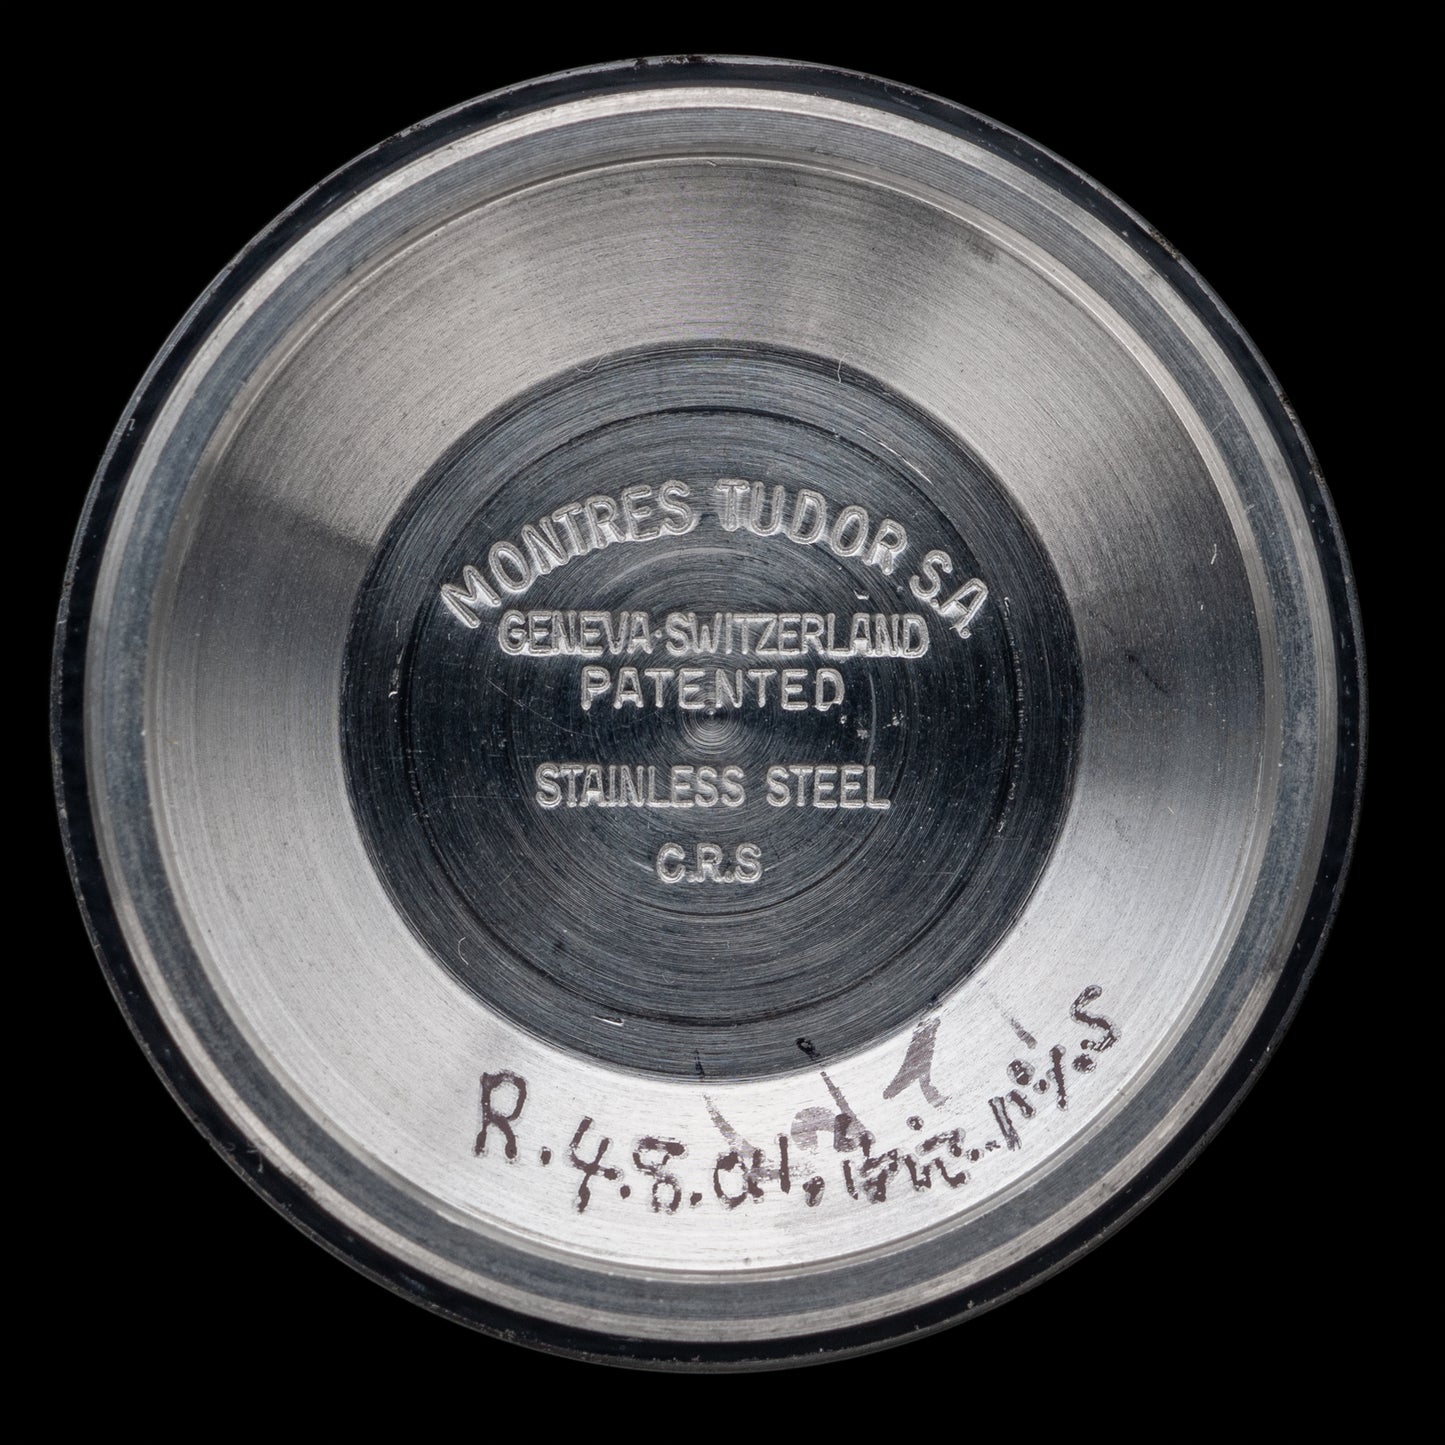 MONTRES TUDOR S.A.
GENEVA·SWITZERLAND
PATENTED
STAINLESS STEEL
C.R.S
R.4.8.01.